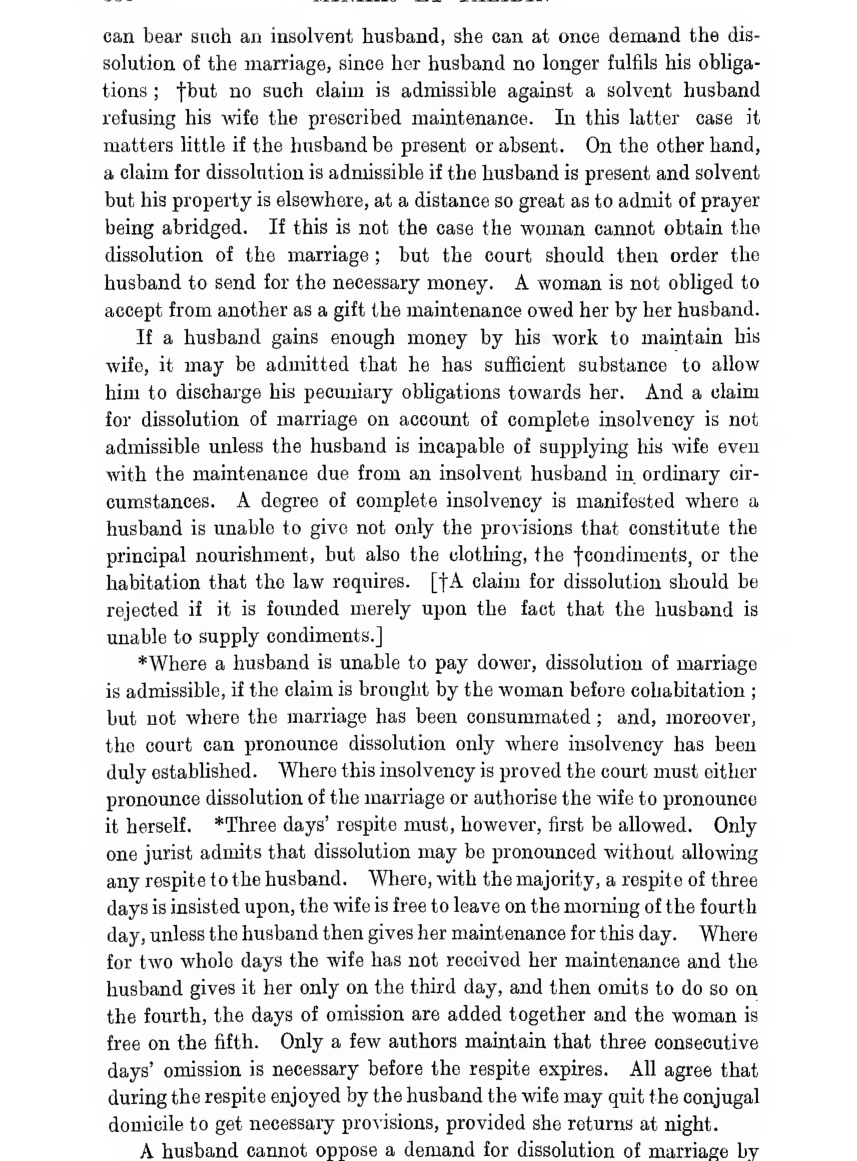 can bear such an insolvent husband, she can at once demand the dis-
solution of the marriage, since her husband no longer fulfils his obliga-
tions ; †but no such claim is admissible against a solvent husband
refusing his wife the prescribed maintenance. In this latter case it
matters little if the husband be present or absent. On the other hand,
a claim for dissolution is admissible if the husband is present and solvent
but his property is elsewhere, at a distance so great as to admit of prayer
being abridged. If this is not the case the woman cannot obtain the
dissolution of the marriage ; but the court should then order the
husband to send for the necessary money. A woman is not obliged to
accept from another as a gift the maintenance owed her by her husband.
If a husband gains enough money by his work to maintain his
wife, it may be admitted that he has sufficient substance to allow
him to discharge his pecuniary obligations towards her. And a claim
for dissolution of marriage on account of complete insolvency is not
admissible unless the husband is incapable of supplying his wife even
with the maintenance due from an insolvent husband in ordinary cir-
cumstances. A degree of complete insolvency is manifested where a
husband is unable to give not only the provisions that constitute the
principal nourishment, but also the clothing, the †condiments, or the
habitation that the law requires. [†A claim for dissolution should be
rejected if it is founded merely upon the fact that the husband is
unable to supply condiments.]
*Where a husband is unable to pay dower, dissolution of marriage
is admissible, if the claim is brought by the woman before cohabitation ;
but not where the marriage has been consummated ; and, moreover,
the court can pronounce dissolution only where insolvency has been
duly established. Where this insolvency is proved the court must either
pronounce dissolution of the marriage or authorise the wife to pronounce
it herself. *Three days' respite must, however, first be allowed. Only
one jurist admits that dissolution may be pronounced without allowing
any respite to the husband. Where, with the majority, a respite of three
days is insisted upon, the wife is free to leave on the morning of the fourth
day, unless the husband then gives her maintenance for this day. Where
for two whole days the wife has not received her maintenance and the
husband gives it her only on the third day, and then omits to do so on
the fourth, the days of omission are added together and the woman is
free on the fifth. Only a few authors maintain that three consecutive
days' omission is necessary before the respite expires. All agree that
during the respite enjoyed by the husband the wife may quit the conjugal
domicile to get necessary provisions, provided she returns at night.
A husband cannot oppose a demand for dissolution of marriage by